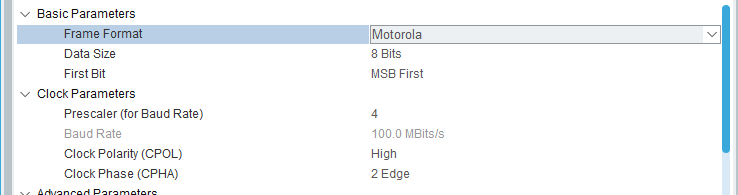 Basic Parameters
Frame Format Motorola
Data Size 8 Bits
First Bit MSB First
Clock Parameters
Prescaler (for Baud Rate) 4
Baud Rate 100.0 MBits/s
Clock Polarity (CPOL) High
Clock Phase (CPHA) 2 Edge
Advanced Parameters